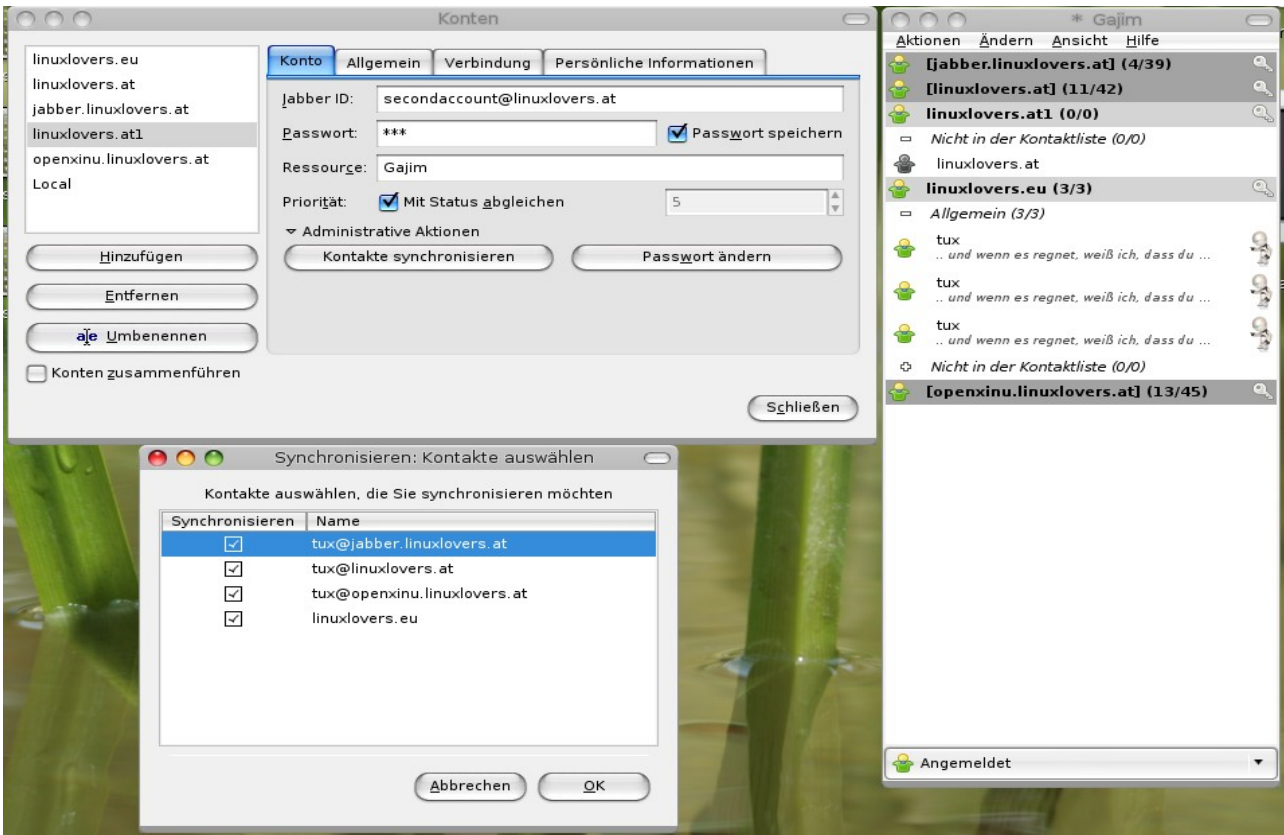 Konten
linuxlovers.eu
linuxlovers.at
jabber.linuxlovers.at
linuxlovers.at1
openxinu.linuxlovers.at
Local
Hinzufügen
Entfernen
Umbenennen
Konten zusammenführen
Konto Allgemein Verbindung Persönliche Informationen
Jabber ID: secondaccount@linuxlovers.at
Passwort: *** Passwort speichern
Ressource: Gajim
Priorität: Mit Status abgleichen 5
Administrative Aktionen
Kontakte synchronisieren Passwort ändern
Schließen
Synchronisieren: Kontakte auswählen
Kontakte auswählen, die Sie synchronisieren möchten
Synchronisieren Name
tux@jabber.linuxlovers.at
tux@linuxlovers.at
tux@openxinu.linuxlovers.at
linuxlovers.eu
Abbrechen OK
* Gajim
Aktionen Ändern Ansicht Hilfe
[jabber.linuxlovers.at] (4/39)
[linuxlovers.at] (11/42)
linuxlovers.at1 (0/0)
Nicht in der Kontaktliste (0/0)
linuxlovers.at
linuxlovers.eu (3/3)
Allgemein (3/3)
tux
.. und wenn es regnet, weiß ich, dass du ...
tux
.. und wenn es regnet, weiß ich, dass du ...
tux
.. und wenn es regnet, weiß ich, dass du ...
Nicht in der Kontaktliste (0/0)
[openxinu.linuxlovers.at] (13/45)
Angemeldet